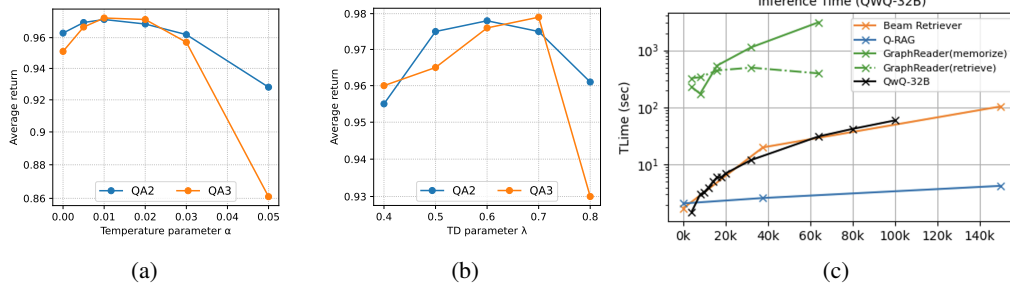 0.96
0.94
0.92
0.9
0.88
0.86
Average return
QA2
QA3
0.00
0.01
0.02
0.03
0.04
0.05
Temperature parameter α
(a)
0.98
0.97
0.96
0.95
0.94
0.93
Average return
QA2
QA3
0.4
0.5
0.6
0.7
0.8
TD parameter λ
(b)
Inference Time (QWQ-32B)
10³
10²
10¹
TLime (sec)
Beam Retriever
Q-RAG
GraphReader(memorize)
GraphReader(retrieve)
QwQ-32B
0k
20k
40k
60k
80k
100k
120k
140k
(c)